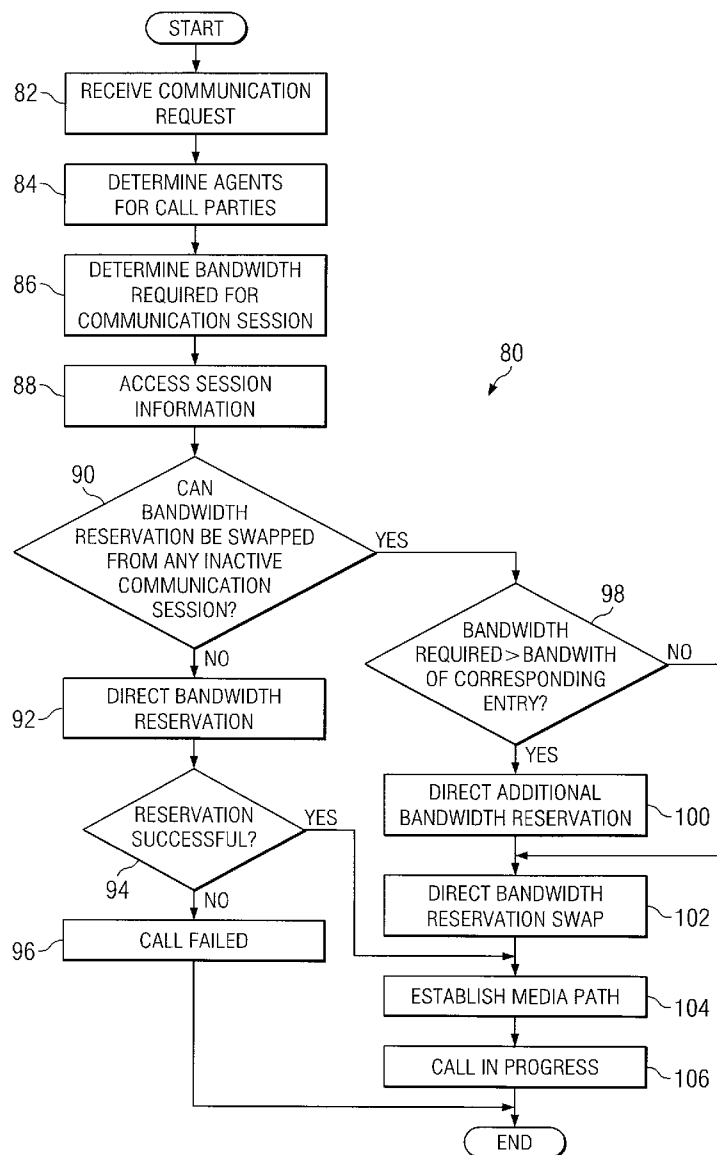 START
82
RECEIVE COMMUNICATION
REQUEST
84
DETERMINE AGENTS
FOR CALL PARTIES
86
DETERMINE BANDWIDTH
REQUIRED FOR
COMMUNICATION SESSION
88
ACCESS SESSION
INFORMATION
80
90
CAN
BANDWIDTH
RESERVATION BE SWAPPED
FROM ANY INACTIVE
COMMUNICATION
SESSION?
YES
NO
98
BANDWIDTH
REQUIRED > BANDWITH
OF CORRESPONDING
ENTRY?
NO
YES
92
DIRECT BANDWIDTH
RESERVATION
94
RESERVATION
SUCCESSFUL?
YES
NO
96
CALL FAILED
DIRECT ADDITIONAL
BANDWIDTH RESERVATION
100
DIRECT BANDWIDTH
RESERVATION SWAP
102
ESTABLISH MEDIA PATH
104
CALL IN PROGRESS
106
END